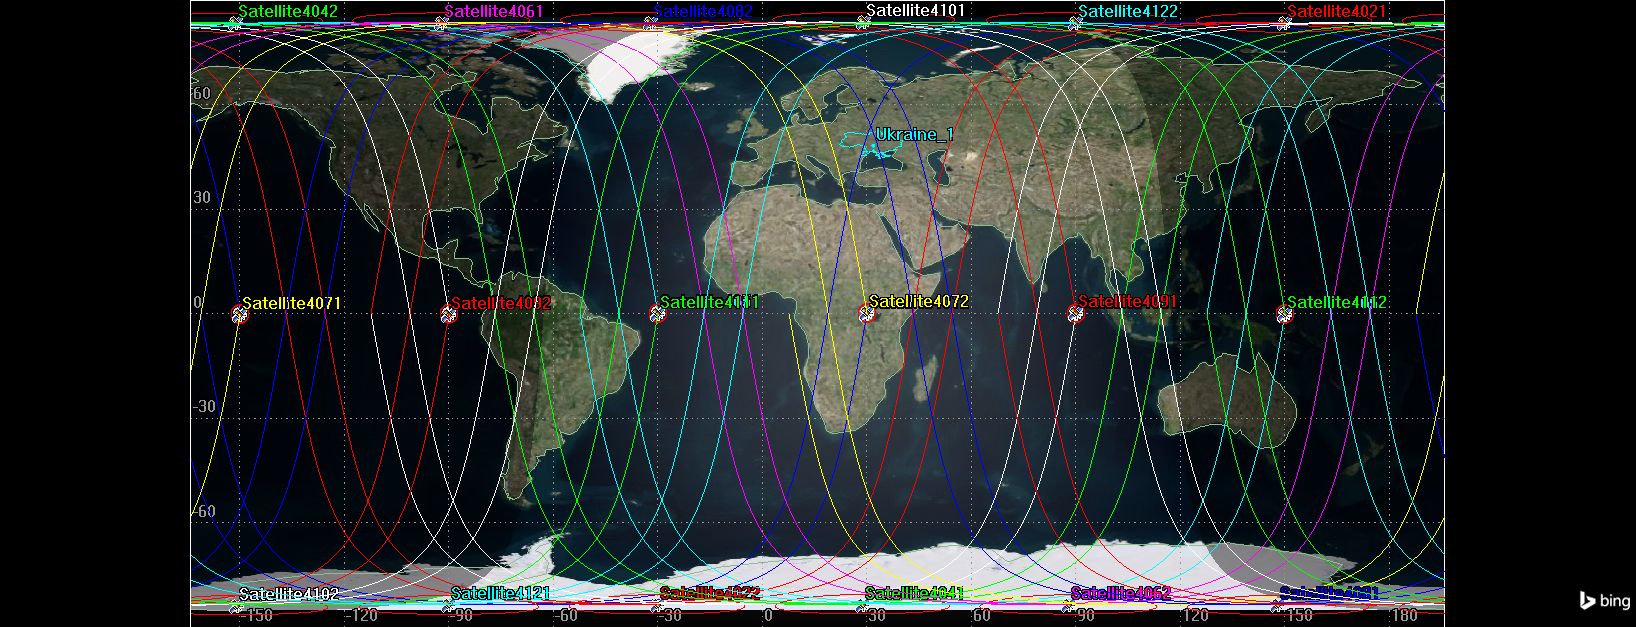 Satellite4042 Satellite4061 Satellite4082 Satellite4101 Satellite4122 Satellite4021
60
Ukraine_1
30
0
Satellite4071 Satellite4092 Satellite4111 Satellite4072 Satellite4091 Satellite4112
-30
-60
Satellite4102 Satellite4121 Satellite4022 Satellite4041 Satellite4062
-150 -120 -90 -60 -30 0 30 60 90 120 150 180
bing